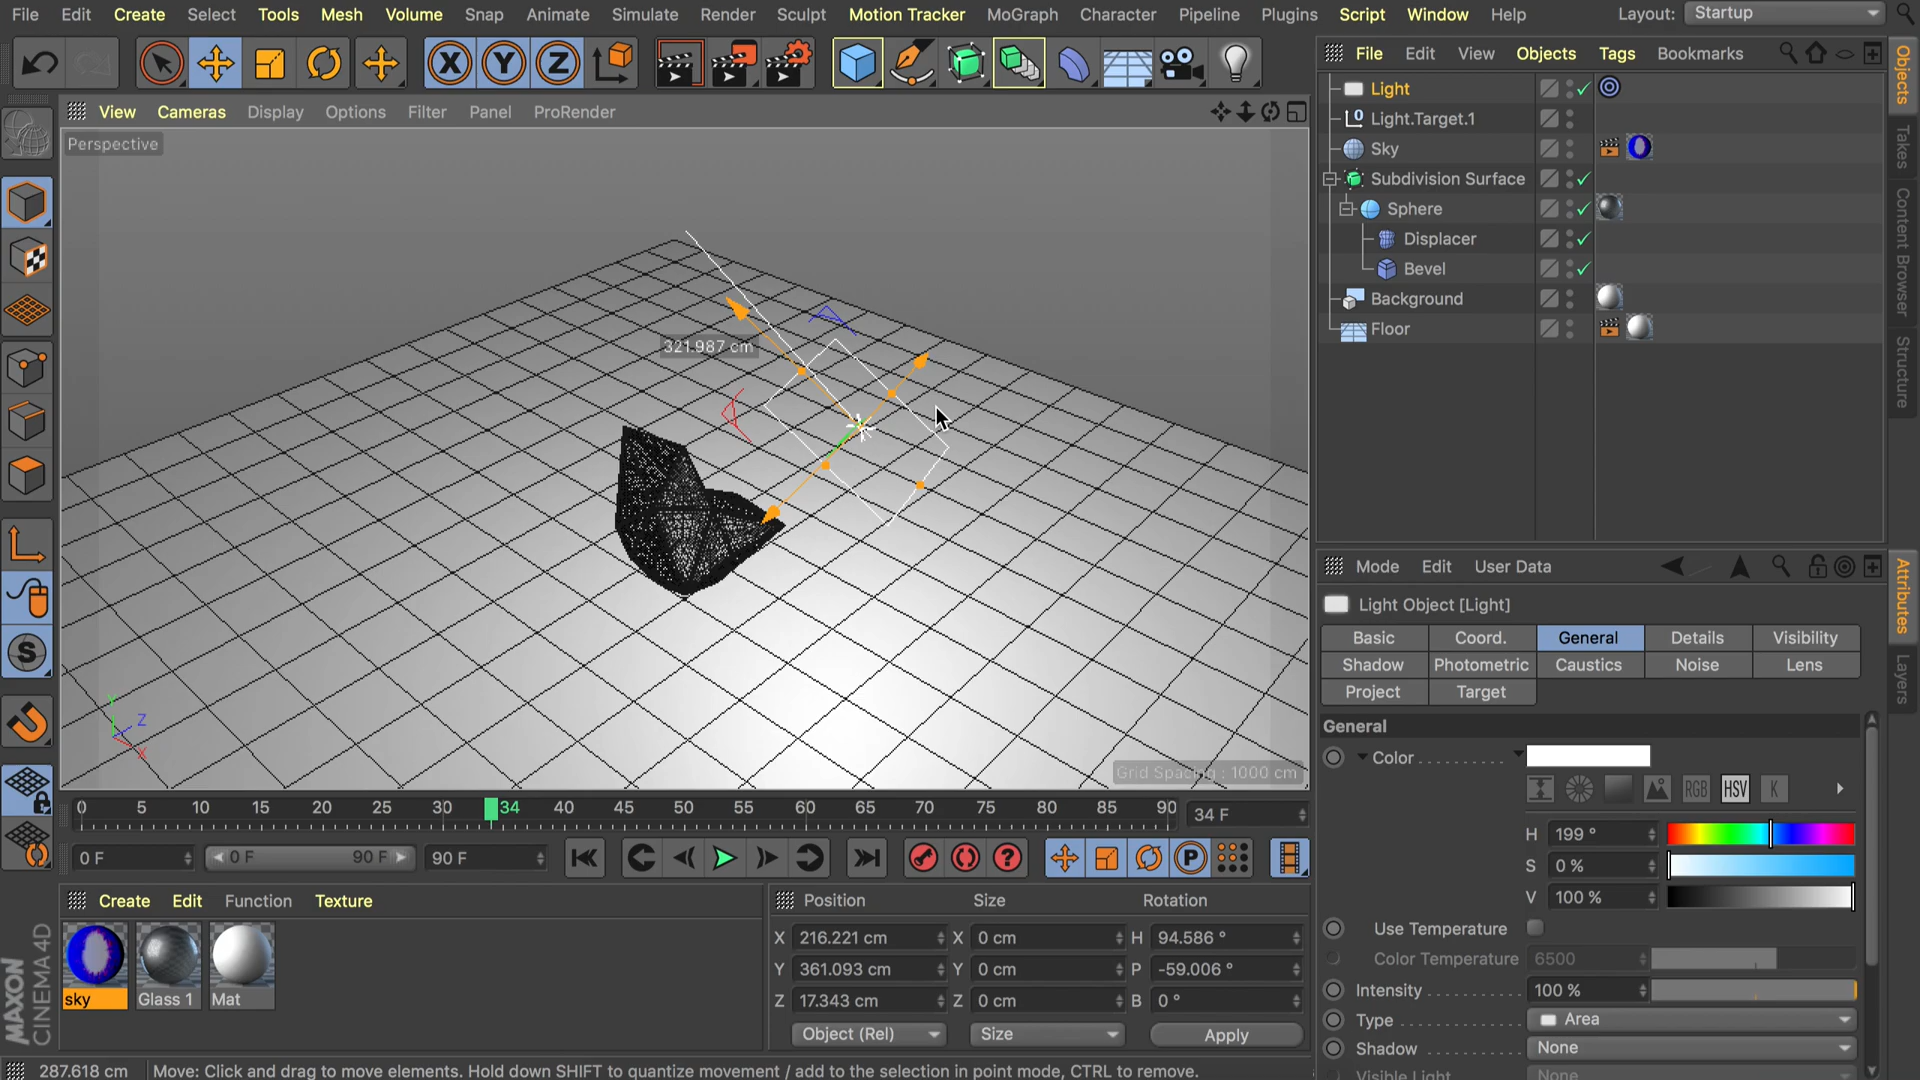 File Edit Create Select Tools Mesh Volume Snap Animate Simulate Render Sculpt Motion Tracker MoGraph Character Pipeline Plugins Script Window Help Layout: Startup
X Y Z
File Edit View Objects Tags Bookmarks
Objects
Takes
Content Browser
Structure
View Cameras Display Options Filter Panel ProRender
Perspective
321.987 cm
Grid Spacing : 1000 cm
Y
Z
X
Light
Light.Target.1
Sky
Subdivision Surface
Sphere
Displacer
Bevel
Background
Floor
Mode Edit User Data
Attributes
Layers
Light Object [Light]
Basic Coord. General Details Visibility
Shadow Photometric Caustics Noise Lens
Project Target
General
Color
RGB HSV K
H 199 °
S 0 %
V 100 %
Use Temperature
Color Temperature 6500
Intensity 100 %
Type Area
Shadow None
Visible Light None
0 5 10 15 20 25 30 34 40 45 50 55 60 65 70 75 80 85 90 34 F
0 F 0 F 90 F 90 F
Create Edit Function Texture
sky Glass 1 Mat
MAXON
CINEMA 4D
Position Size Rotation
X 216.221 cm X 0 cm H 94.586 °
Y 361.093 cm Y 0 cm P -59.006 °
Z 17.343 cm Z 0 cm B 0 °
Object (Rel) Size Apply
287.618 cm Move: Click and drag to move elements. Hold down SHIFT to quantize movement / add to the selection in point mode, CTRL to remove.